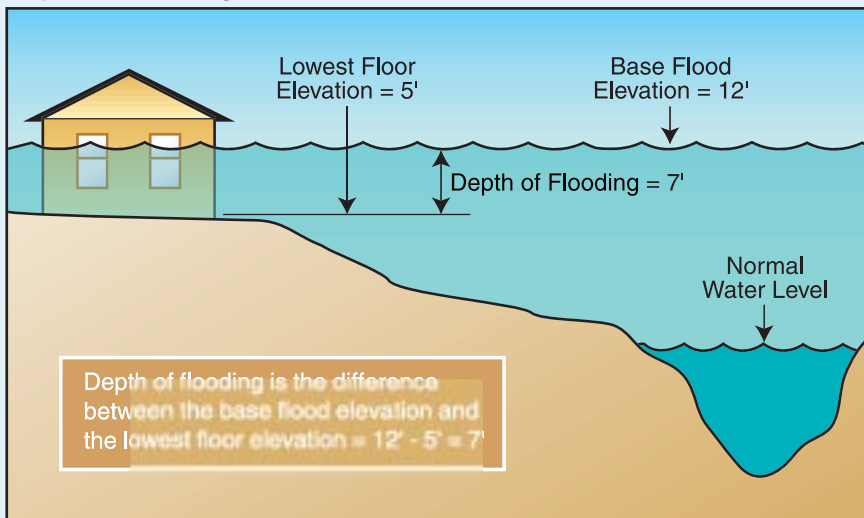 Lowest Floor
Elevation = 5'
Base Flood
Elevation = 12'
Depth of Flooding = 7'
Normal
Water Level
Depth of flooding is the difference
between the base flood elevation and
the lowest floor elevation = 12' - 5' = 7'